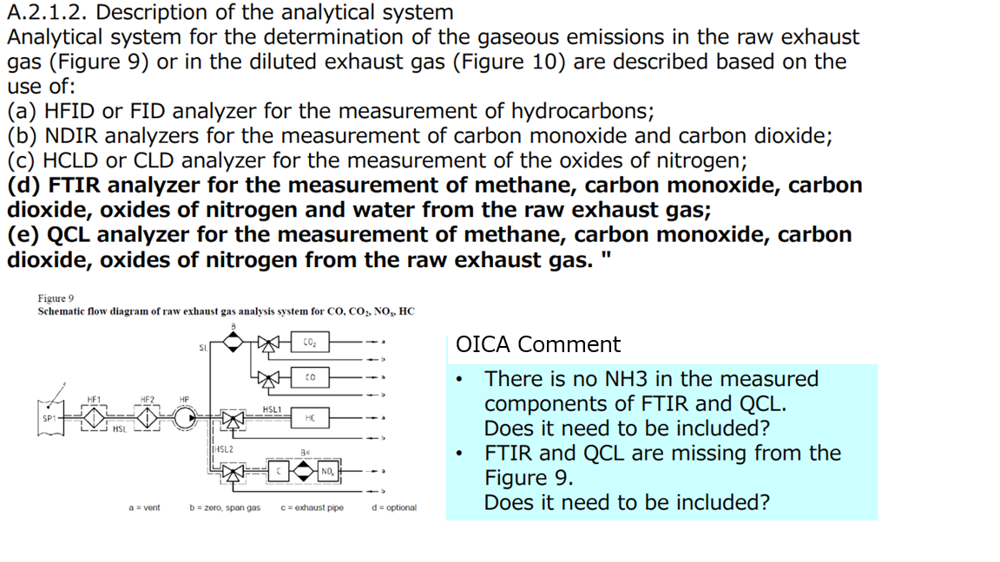 A.2.1.2. Description of the analytical system
Analytical system for the determination of the gaseous emissions in the raw exhaust
gas (Figure 9) or in the diluted exhaust gas (Figure 10) are described based on the
use of:
(a) HFID or FID analyzer for the measurement of hydrocarbons;
(b) NDIR analyzers for the measurement of carbon monoxide and carbon dioxide;
(c) HCLD or CLD analyzer for the measurement of the oxides of nitrogen;
(d) FTIR analyzer for the measurement of methane, carbon monoxide, carbon
dioxide, oxides of nitrogen and water from the raw exhaust gas;
(e) QCL analyzer for the measurement of methane, carbon monoxide, carbon
dioxide, oxides of nitrogen from the raw exhaust gas. "
Figure 9
Schematic flow diagram of raw exhaust gas analysis system for CO, CO₂, NOₓ, HC
B
SL
CO₂
a
b
CO
a
b
HF1
HF2
HP
SP1
HSL
HSL1
HC
a
b
HSL2
B
C
NOₓ
a
b
a = vent
b = zero, span gas
c = exhaust pipe
d = optional
OICA Comment
• There is no NH3 in the measured
components of FTIR and QCL.
Does it need to be included?
• FTIR and QCL are missing from the
Figure 9.
Does it need to be included?